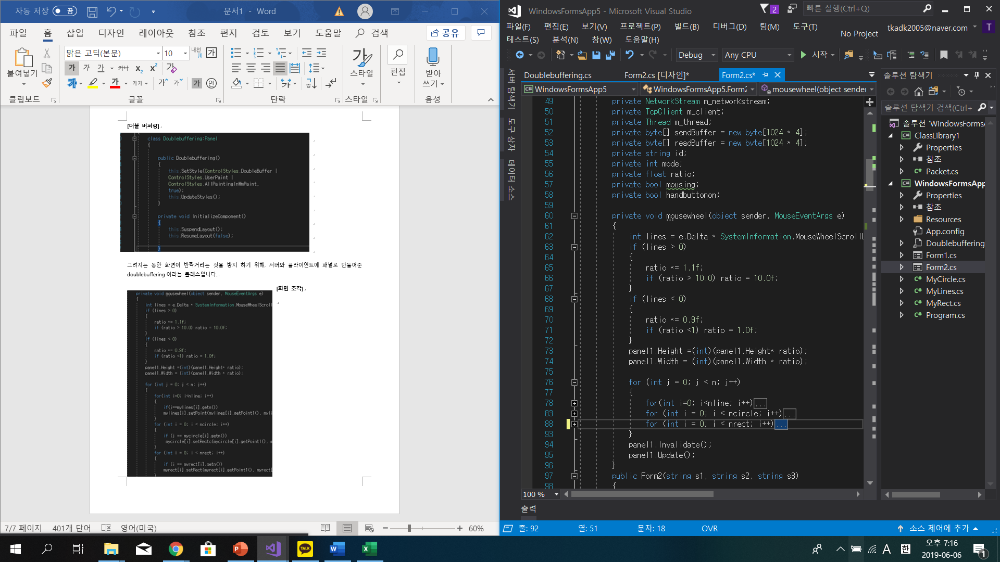 자동 저장 끔 문서1 - Word
파일 홈 삽입 디자인 레이아웃 참조 편지 검토 보기 도움말 검색 공유
붙여넣기
맑은 고딕(본문) 10
스타일
편집
받아
쓰기
클립보드 글꼴 단락 스타일 음성
[더블 버퍼링]
class Doublebuffering:Panel
{
public Doublebuffering()
{
this.SetStyle(ControlStyles.DoubleBuffer |
ControlStyles.UserPaint |
ControlStyles.AllPaintingInWmPaint,
true);
this.UpdateStyles();
}
private void InitializeComponent()
{
this.SuspendLayout();
this.ResumeLayout(false);
}
그려지는 동안 화면이 반짝거리는 것을 방지 하기 위해, 서버와 클라이언트에 패널로 만들어준
doublebuffering 이라는 클래스입니다.
[화면 조작]
private void mousewheel(object sender, MouseEventArgs e)
{
int lines = e.Delta * SystemInformation.MouseWheelScroll
if (lines > 0)
{
ratio *= 1.1f;
if (ratio > 10.0) ratio = 10.0f;
}
if (lines < 0)
{
ratio *= 0.9f;
if (ratio <1) ratio = 1.0f;
}
panel1.Height =(int)(panel1.Height* ratio);
panel1.Width = (int)(panel1.Width * ratio);
for (int j = 0; j < n; j++)
{
for(int i=0; i<nline; i++)
{
if(j==mylines[i].getn())
mylines[i].setPoint(mylines[i].getPoint1(), myli
}
for (int i = 0; i < ncircle; i++)
{
if (j == mycircle[i].getn())
mycircle[i].setRectc(mycircle[i].getPoint1(), m
}
for (int i = 0; i < nrect; i++)
{
if (j == myrect[i].getn())
myrect[i].setRect(myrect[i].getPoint1(), myrect[
}
7/7 페이지 401개 단어 영어(미국) 60%
WindowsFormsApp5 - Microsoft Visual Studio 2 빠른 실행(Ctrl+Q)
파일(F) 편집(E) 보기(V) 프로젝트(P) 빌드(B) 디버그(D) 팀(M) 도구(T)
No Project tkadk2005@naver.com T
테스트(S) 분석(N) 창(W) 도움말(H)
Debug Any CPU 시작
서버 탐색기
도구 상자
데이터 소스
Doublebuffering.cs Form2.cs [디자인]* Form2.cs*
WindowsFormsApp5 WindowsFormsApp5.Form2 mousewheel(object sender
49 private NetworkStream m_networkstream;
50 private TcpClient m_client;
51 private Thread m_thread;
52 private byte[] sendBuffer = new byte[1024 * 4];
53 private byte[] readBuffer = new byte[1024 * 4];
54 private string id;
55 private int mode;
56 private float ratio;
57 private bool mousing;
58 private bool handbuttonon;
59
60 private void mousewheel(object sender, MouseEventArgs e)
61 {
62 int lines = e.Delta * SystemInformation.MouseWheelScrollL
63 if (lines > 0)
64 {
65 ratio *= 1.1f;
66 if (ratio > 10.0) ratio = 10.0f;
67 }
68 if (lines < 0)
69 {
70 ratio *= 0.9f;
71 if (ratio <1) ratio = 1.0f;
72 }
73 panel1.Height =(int)(panel1.Height* ratio);
74 panel1.Width = (int)(panel1.Width * ratio);
75
76 for (int j = 0; j < n; j++)
77 {
78 for(int i=0; i<nline; i++)...
83 for (int i = 0; i < ncircle; i++)...
88 for (int i = 0; i < nrect; i++)...
93 }
94 panel1.Invalidate();
95 panel1.Update();
96 }
97 public Form2(string s1, string s2, string s3)
98 {
100 %
출력
줄: 92 열: 51 문자: 18 OVR 소스 제어에 추가
솔루션 탐색기
솔루션 탐색기 검색(Ctrl+
솔루션 'WindowsForms
ClassLibrary1
Properties
참조
Packet.cs
WindowsFormsApp
Properties
참조
Resources
App.config
Doublebuffering
Form1.cs
Form2.cs
MyCircle.cs
MyLines.cs
MyRect.cs
Program.cs
A 한 오후 7:16
2019-06-06
1